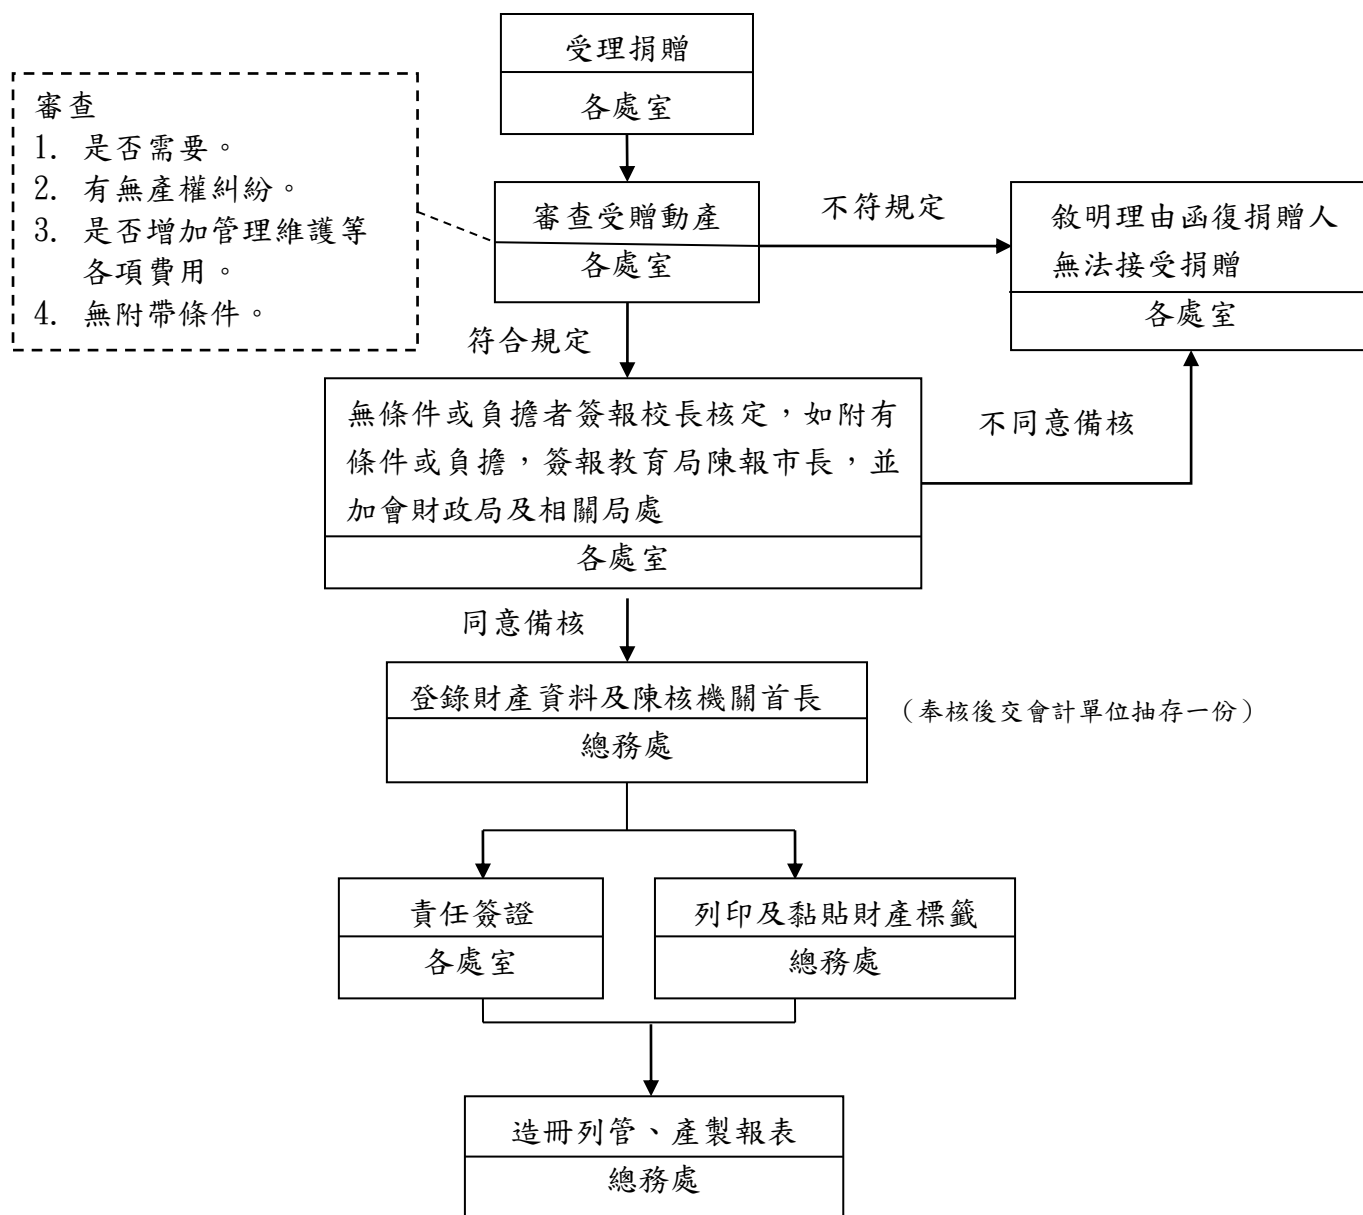 受理捐贈
各處室
審查
1. 是否需要。
2. 有無產權糾紛。
3. 是否增加管理維護等
各項費用。
4. 無附帶條件。
審查受贈動產
各處室
不符規定
敘明理由函復捐贈人
無法接受捐贈
各處室
符合規定
無條件或負擔者簽報校長核定，如附有
條件或負擔，簽報教育局陳報市長，並
加會財政局及相關局處
各處室
不同意備核
同意備核
登錄財產資料及陳核機關首長
總務處
（奉核後交會計單位抽存一份）
責任簽證
各處室
列印及黏貼財產標籤
總務處
造冊列管、產製報表
總務處